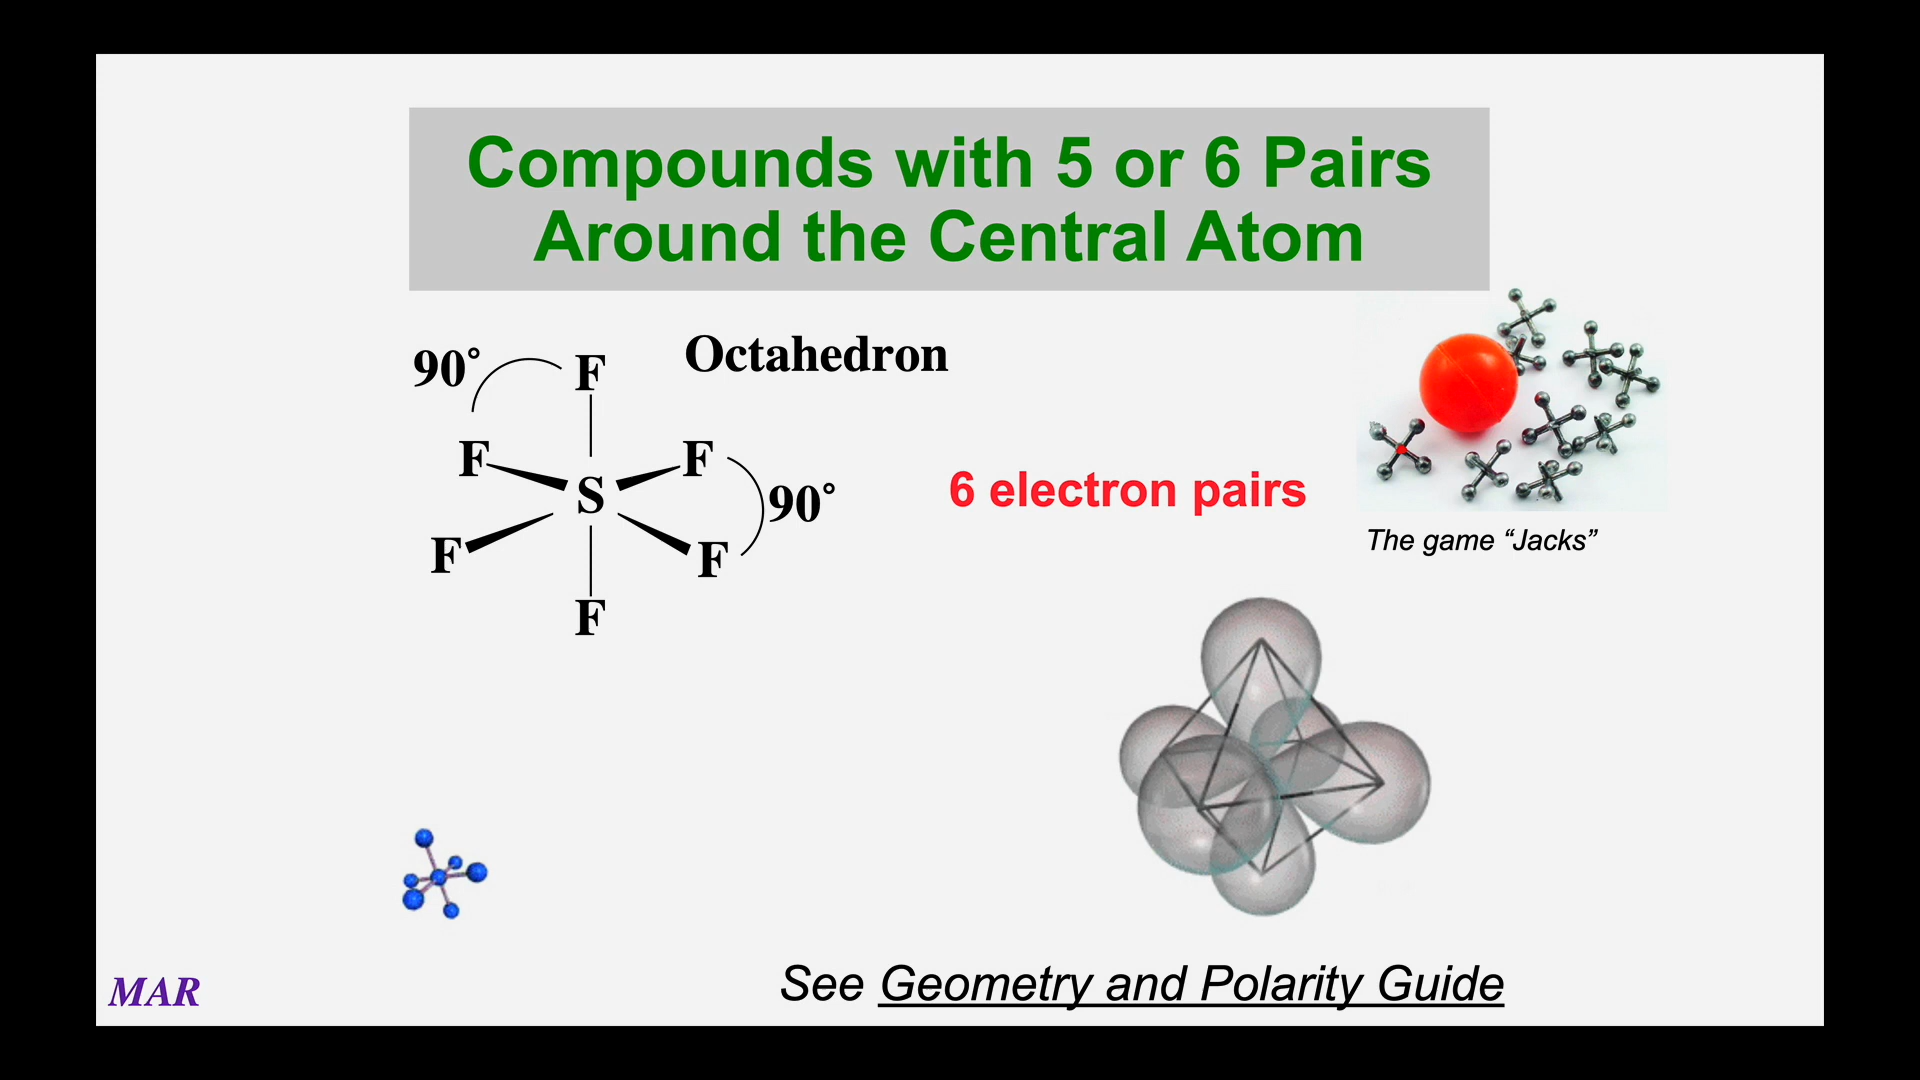 Compounds with 5 or 6 Pairs
Around the Central Atom
90°
F
Octahedron
F
F
S
90°
6 electron pairs
F
F
F
The game “Jacks”
See Geometry and Polarity Guide
MAR